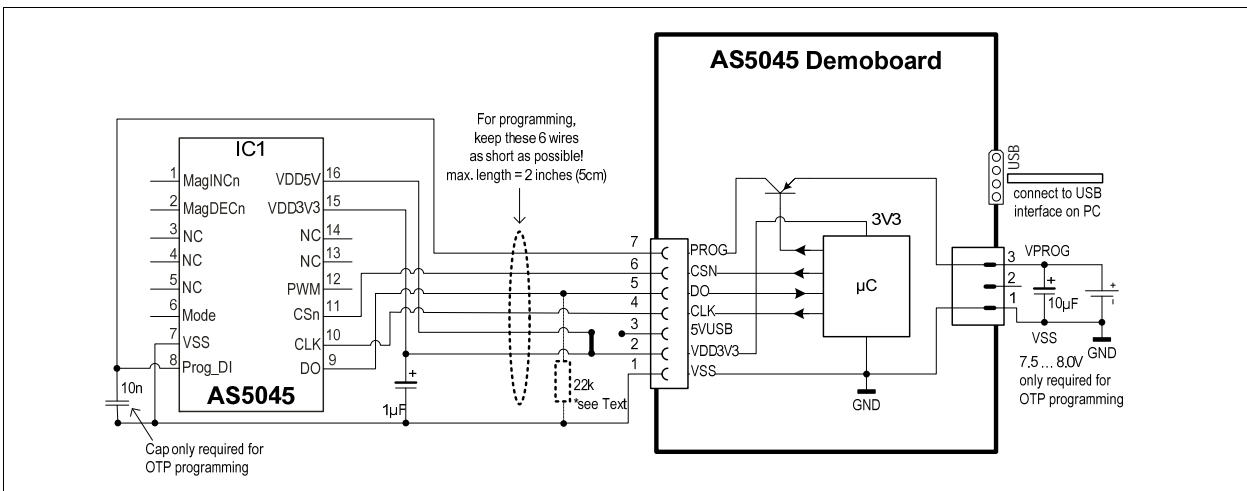 AS5045 Demoboard
For programming,
keep these 6 wires
as short as possible!
max. length = 2 inches (5cm)
IC1
1 MagINCn
2 MagDECn
3 NC
4 NC
5 NC
6 Mode
7 VSS
8 Prog_DI
VDD5V 16
VDD3V3 15
NC 14
NC 13
PWM 12
CSn 11
CLK 10
DO 9
AS5045
10n
Cap only required for
OTP programming
+
1µF
22k
*see Text
7 PROG
6 CSN
5 DO
4 CLK
3 5VUSB
2 VDD3V3
1 VSS
3V3
µC
GND
USB
connect to USB
interface on PC
3 VPROG
2
1
+
10µF
+
-
VSS
GND
7.5 ... 8.0V
only required for
OTP programming